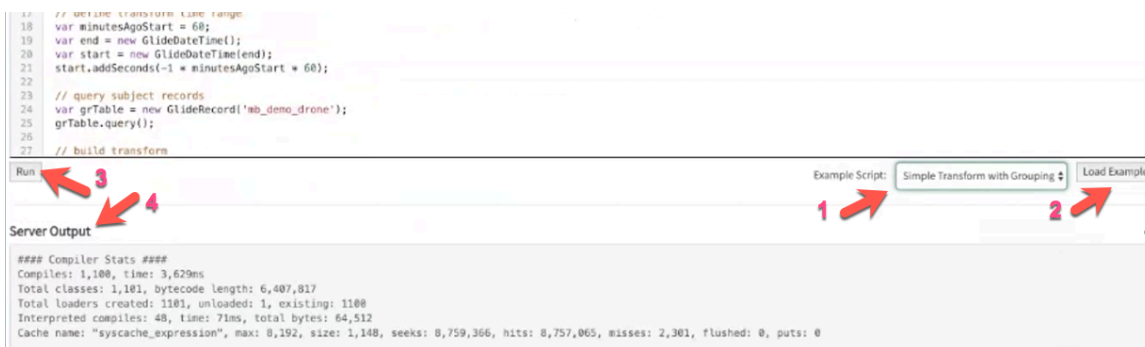 17 // define transform time range
18 var minutesAgoStart = 60;
19 var end = new GlideDateTime();
20 var start = new GlideDateTime(end);
21 start.addSeconds(-1 * minutesAgoStart * 60);
22
23 // query subject records
24 var grTable = new GlideRecord('mb_demo_drone');
25 grTable.query();
26
27 // build transform
Run 3 Example Script: Simple Transform with Grouping Load Example
4 1 2
Server Output
#### Compiler Stats ####
Compiles: 1,100, time: 3,629ms
Total classes: 1,101, bytecode length: 6,407,817
Total loaders created: 1101, unloaded: 1, existing: 1100
Interpreted compiles: 48, time: 71ms, total bytes: 64,512
Cache name: "syscache_expression", max: 8,192, size: 1,148, seeks: 8,759,366, hits: 8,757,065, misses: 2,301, flushed: 0, puts: 0